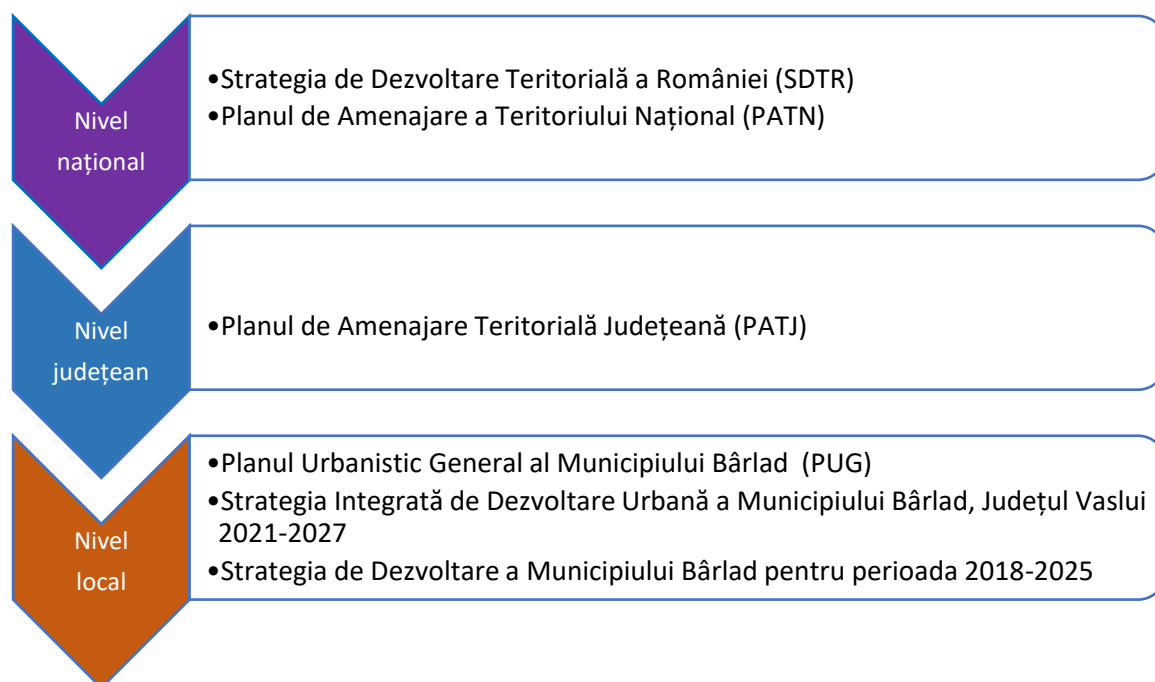 Nivel
național
•Strategia de Dezvoltare Teritorială a României (SDTR)
•Planul de Amenajare a Teritoriului Național (PATN)
Nivel
județean
•Planul de Amenajare Teritorială Județeană (PATJ)
Nivel
local
•Planul Urbanistic General al Municipiului Bârlad (PUG)
•Strategia Integrată de Dezvoltare Urbană a Municipiului Bârlad, Județul Vaslui
2021-2027
•Strategia de Dezvoltare a Municipiului Bârlad pentru perioada 2018-2025